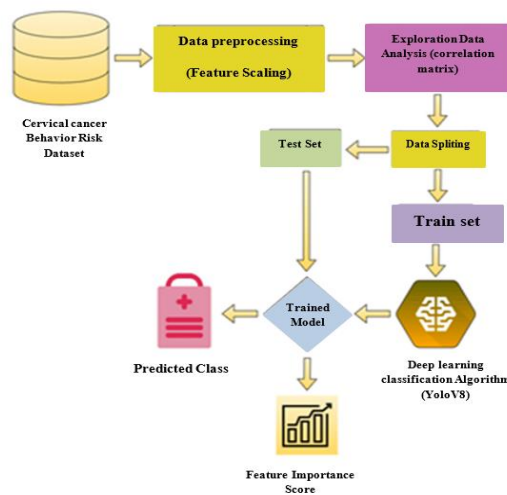 Data preprocessing
(Feature Scaling)
Exploration Data
Analysis (correlation
matrix)
Cervical cancer
Behavior Risk
Dataset
Test Set
Data Spliting
Train set
Trained
Model
Predicted Class
Deep learning
classification Algorithm
(YoloV8)
Feature Importance
Score